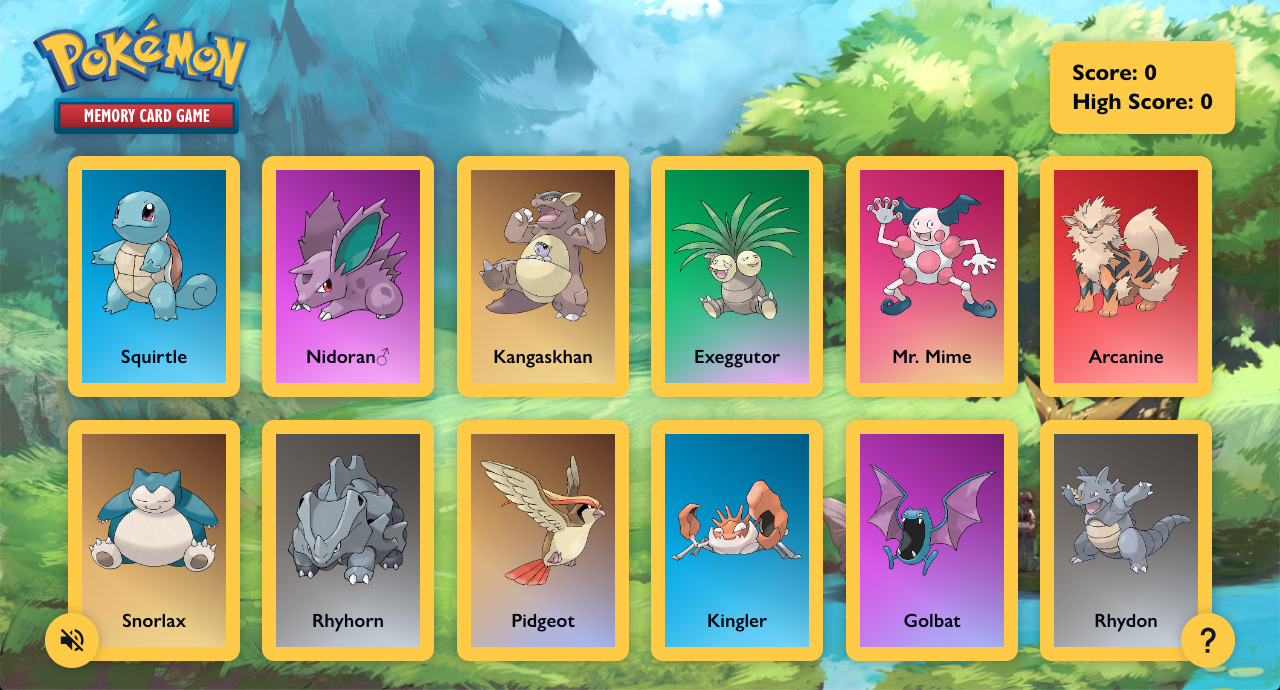 POKéMON
MEMORY CARD GAME
Score: 0
High Score: 0
Squirtle
Nidoran♂
Kangaskhan
Exeggutor
Mr. Mime
Arcanine
Snorlax
Rhyhorn
Pidgeot
Kingler
Golbat
Rhydon
?